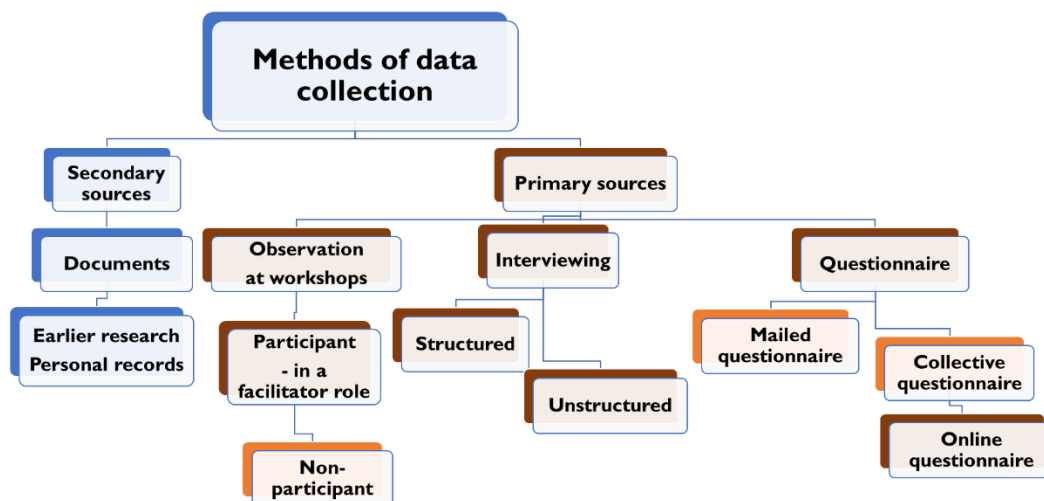 Methods of data
collection
Secondary
sources
Primary sources
Documents
Observation
at workshops
Interviewing
Questionnaire
Earlier research
Personal records
Participant
- in a
facilitator role
Structured
Unstructured
Mailed
questionnaire
Collective
questionnaire
Non-
participant
Online
questionnaire